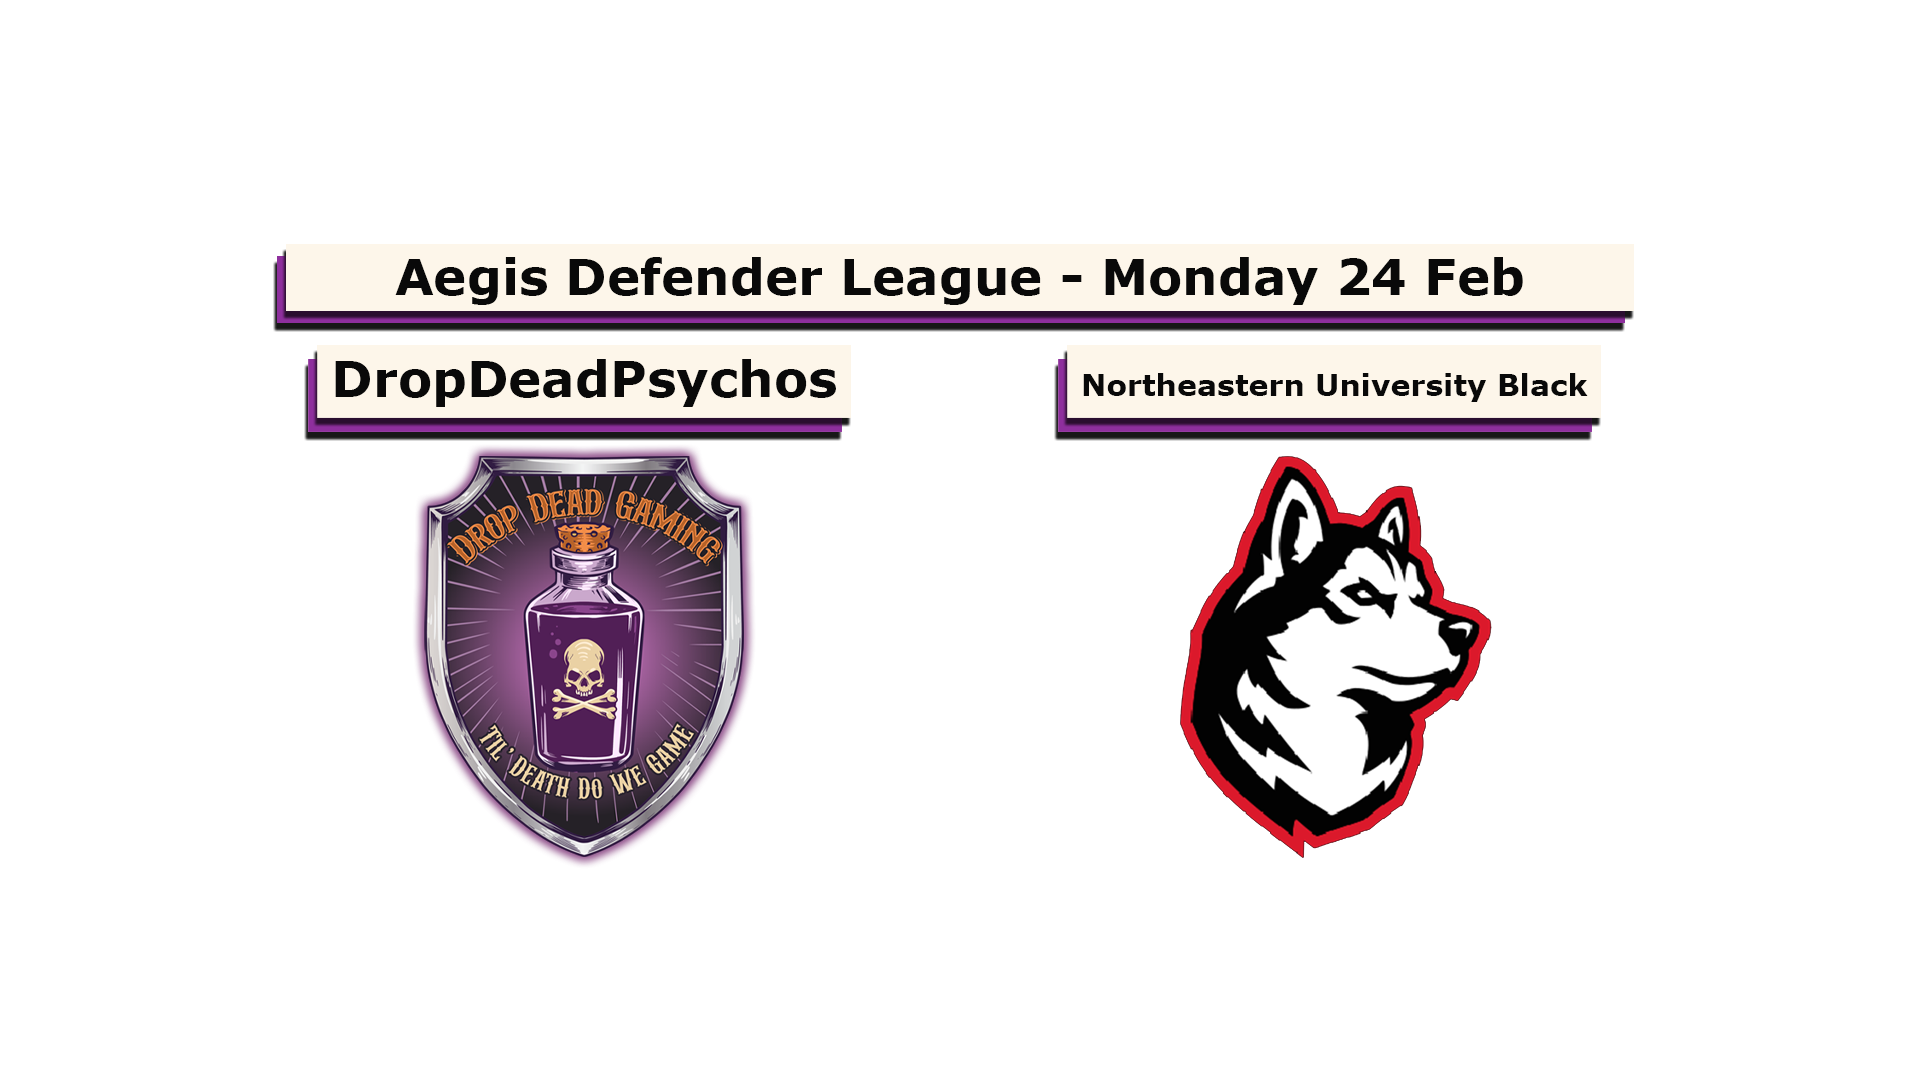 Aegis Defender League - Monday 24 Feb
DropDeadPsychos
Northeastern University Black
DROP DEAD GAMING
TIL' DEATH DO WE GAME